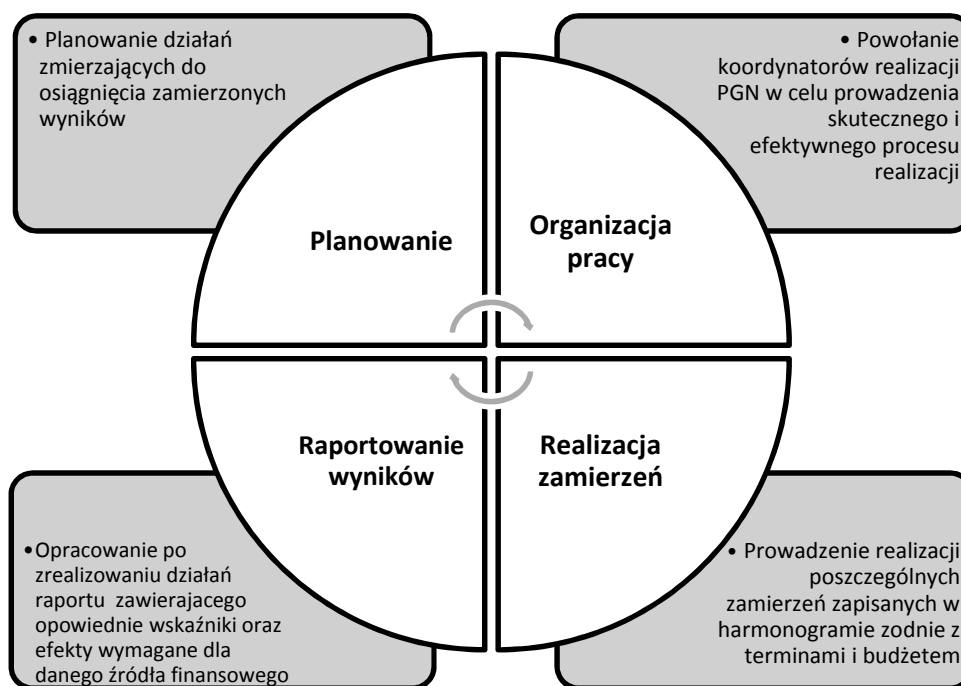 • Planowanie działań
zmierzających do
osiągnięcia zamierzonych
wyników
• Powołanie
koordynatorów realizacji
PGN w celu prowadzenia
skutecznego i
efektywnego procesu
realizacji
Planowanie
Organizacja
pracy
Raportowanie
wyników
Realizacja
zamierzeń
•Opracowanie po
zrealizowaniu działań
raportu zawierajacego
opowiednie wskaźniki oraz
efekty wymagane dla
danego źródła finansowego
• Prowadzenie realizacji
poszczególnych
zamierzeń zapisanych w
harmonogramie zodnie z
terminami i budżetem